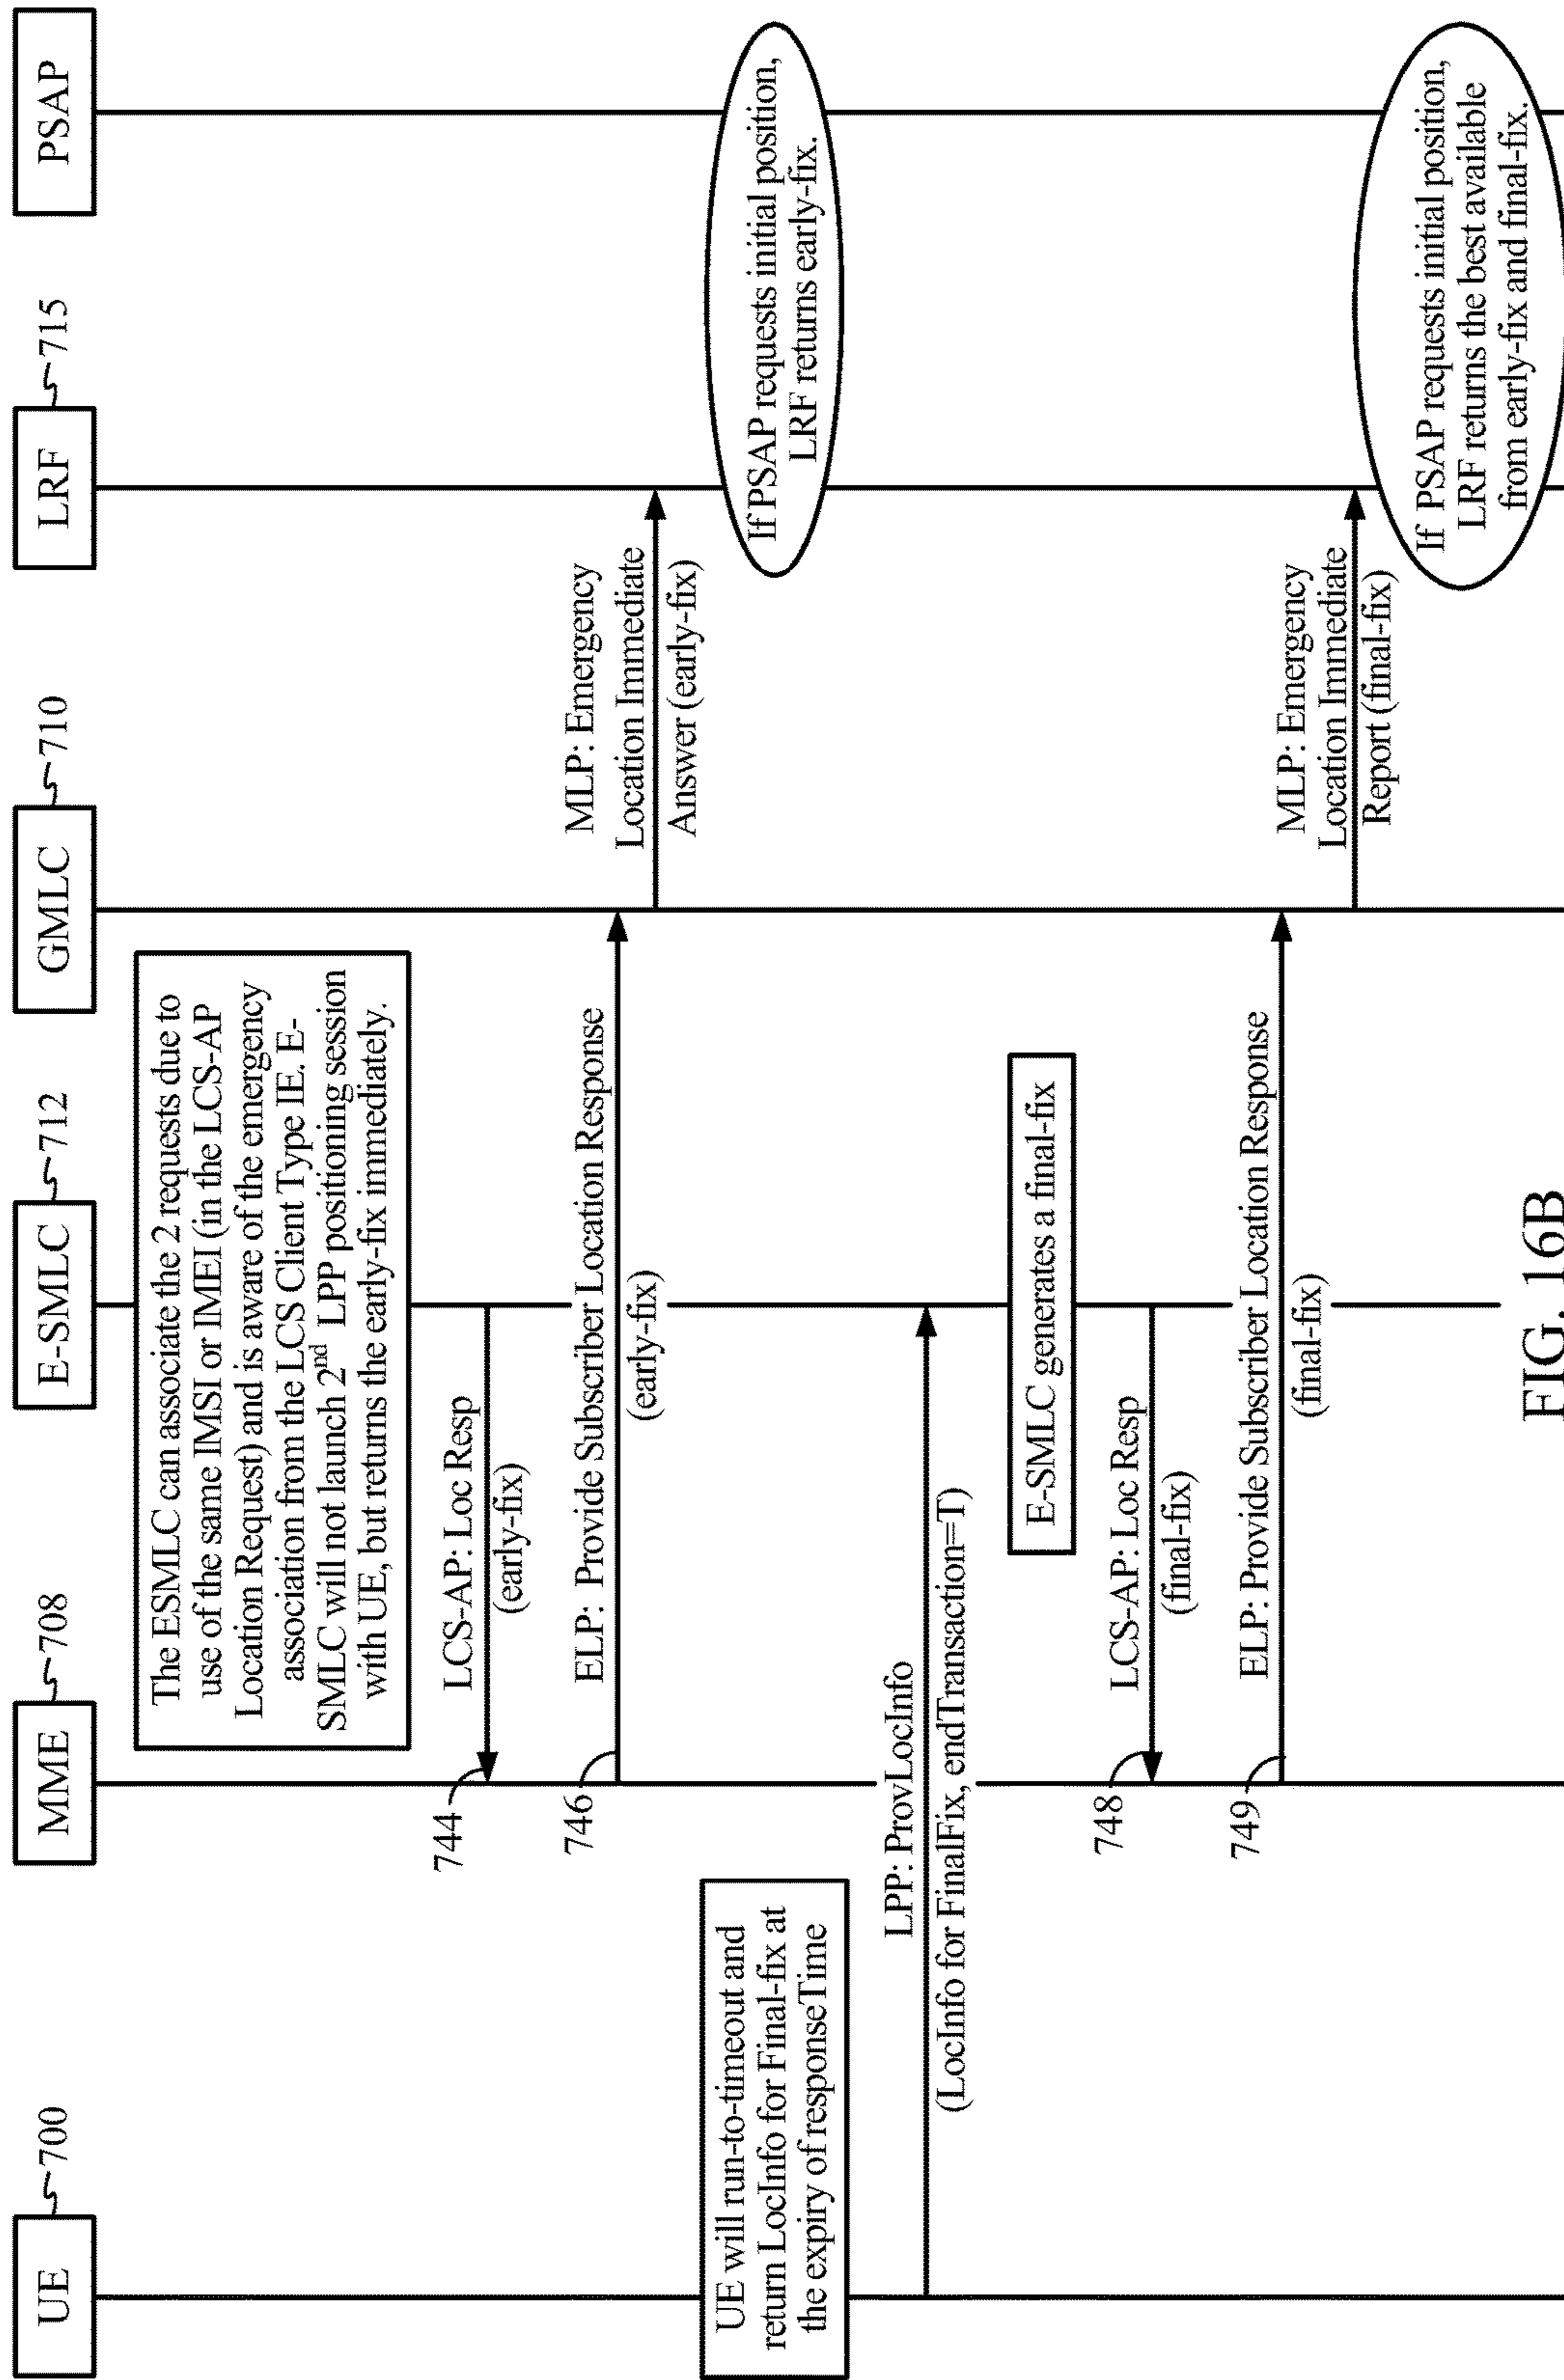 UE
700
MME
708
E-SMLC
712
GMLC
710
LRF
715
PSAP
The ESMLC can associate the 2 requests due to
use of the same IMSI or IMEI (in the LCS-AP
Location Request) and is aware of the emergency
association from the LCS Client Type IE. E-
SMLC will not launch 2nd LPP positioning session
with UE, but returns the early-fix immediately.
744
LCS-AP: Loc Resp
(early-fix)
746
ELP: Provide Subscriber Location Response
(early-fix)
MLP: Emergency
Location Immediate
Answer (early-fix)
If PSAP requests initial position,
LRF returns early-fix.
UE will run-to-timeout and
return LocInfo for Final-fix at
the expiry of responseTime
LPP: ProvLocInfo
(LocInfo for FinalFix, endTransaction=T)
E-SMLC generates a final-fix
748
LCS-AP: Loc Resp
(final-fix)
749
ELP: Provide Subscriber Location Response
(final-fix)
MLP: Emergency
Location Immediate
Report (final-fix)
If PSAP requests initial position,
LRF returns the best available
from early-fix and final-fix.
FIG. 16B